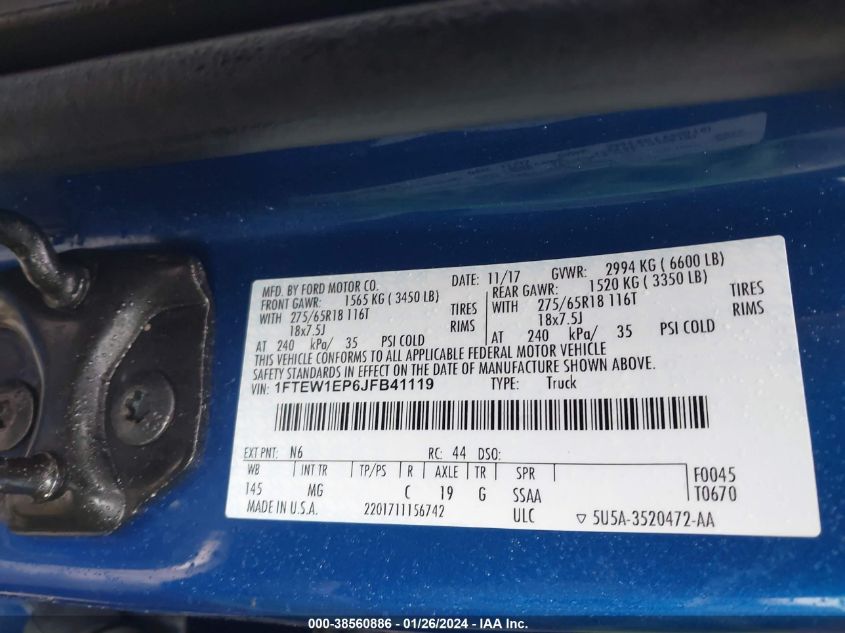 MFD. BY FORD MOTOR CO.
DATE: 11/17
GVWR: 2994 KG ( 6600 LB)
FRONT GAWR: 1565 KG ( 3450 LB)
REAR GAWR: 1520 KG ( 3350 LB)
WITH 275/65R18 116T TIRES
WITH 275/65R18 116T TIRES
18x7.5J RIMS
18x7.5J RIMS
AT 240 kPa/ 35 PSI COLD
AT 240 kPa/ 35 PSI COLD
THIS VEHICLE CONFORMS TO ALL APPLICABLE FEDERAL MOTOR VEHICLE
SAFETY STANDARDS IN EFFECT ON THE DATE OF MANUFACTURE SHOWN ABOVE.
VIN: 1FTEW1EP6JFB41119 TYPE: Truck
EXT PNT: N6 RC: 44 DSO:
WB INT TR TP/PS R AXLE TR SPR F0045
145 MG C 19 G SSAA T0670
MADE IN U.S.A. 2201711156742 ULC ▽ 5U5A-3520472-AA
000-38560886 - 01/26/2024 - IAA Inc.